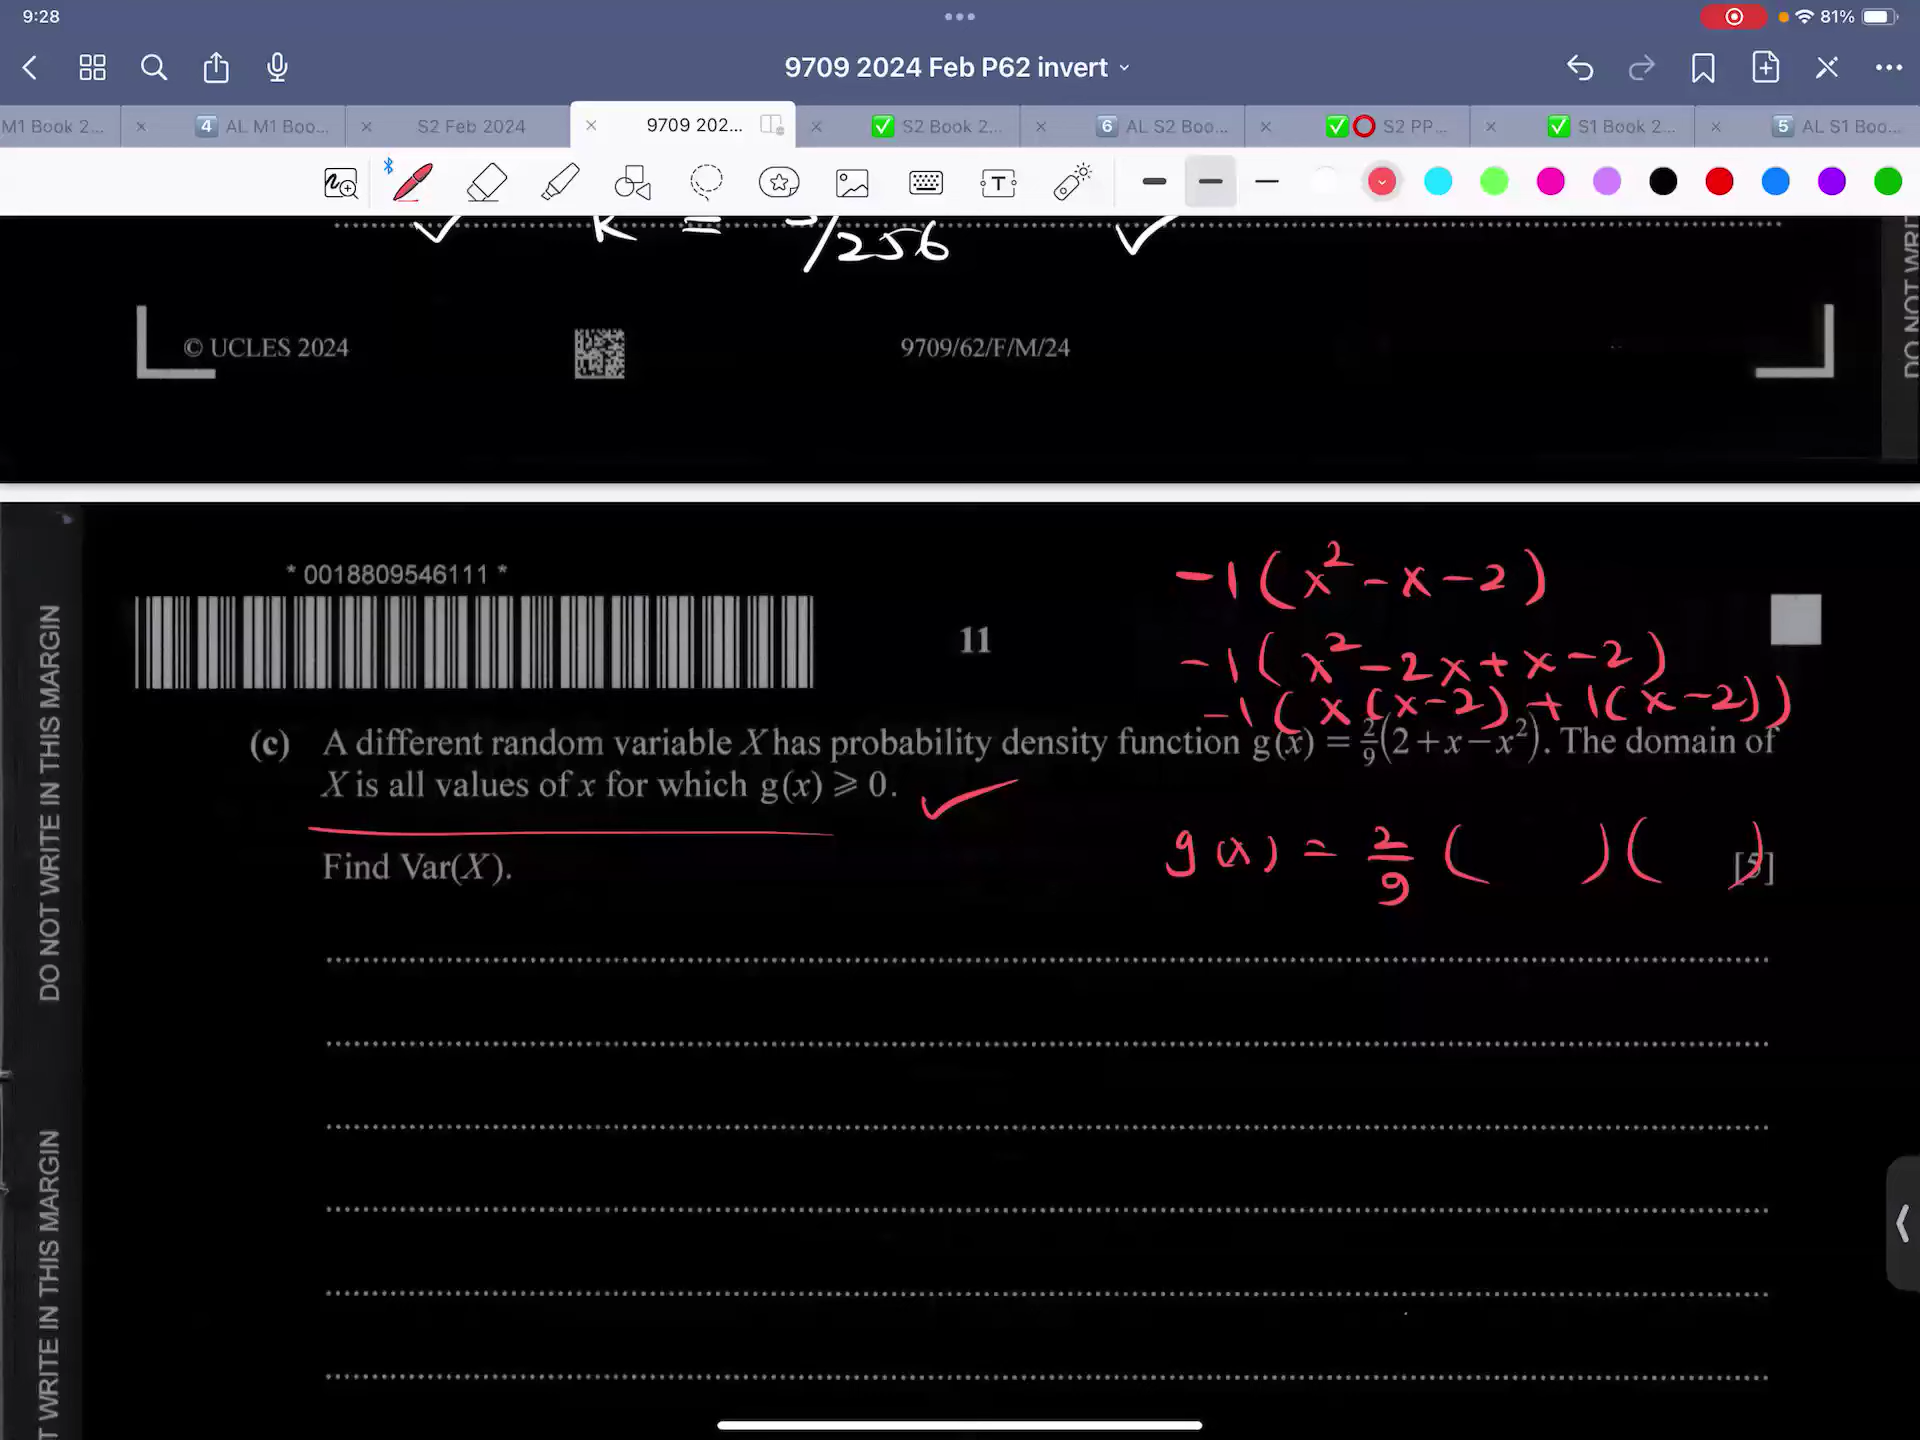 9:28
81%
9709 2024 Feb P62 invert
M1 Book 2...
4 AL M1 Boo...
S2 Feb 2024
9709 202...
S2 Book 2...
6 AL S2 Boo...
S2 PP...
S1 Book 2...
5 AL S1 Boo...
k = /256
© UCLES 2024
9709/62/F/M/24
DO NOT WRIT
* 0018809546111 *
11
-1(x²-x-2)
-1(x²-2x+x-2)
-1(x(x-2)+1(x-2))
(c) A different random variable X has probability density function g(x) = 2/9(2+x−x²). The domain of
X is all values of x for which g(x) ⩾ 0.
g(x) = 2/9 ( )( )
Find Var(X). [5]
DO NOT WRITE IN THIS MARGIN
T WRITE IN THIS MARGIN